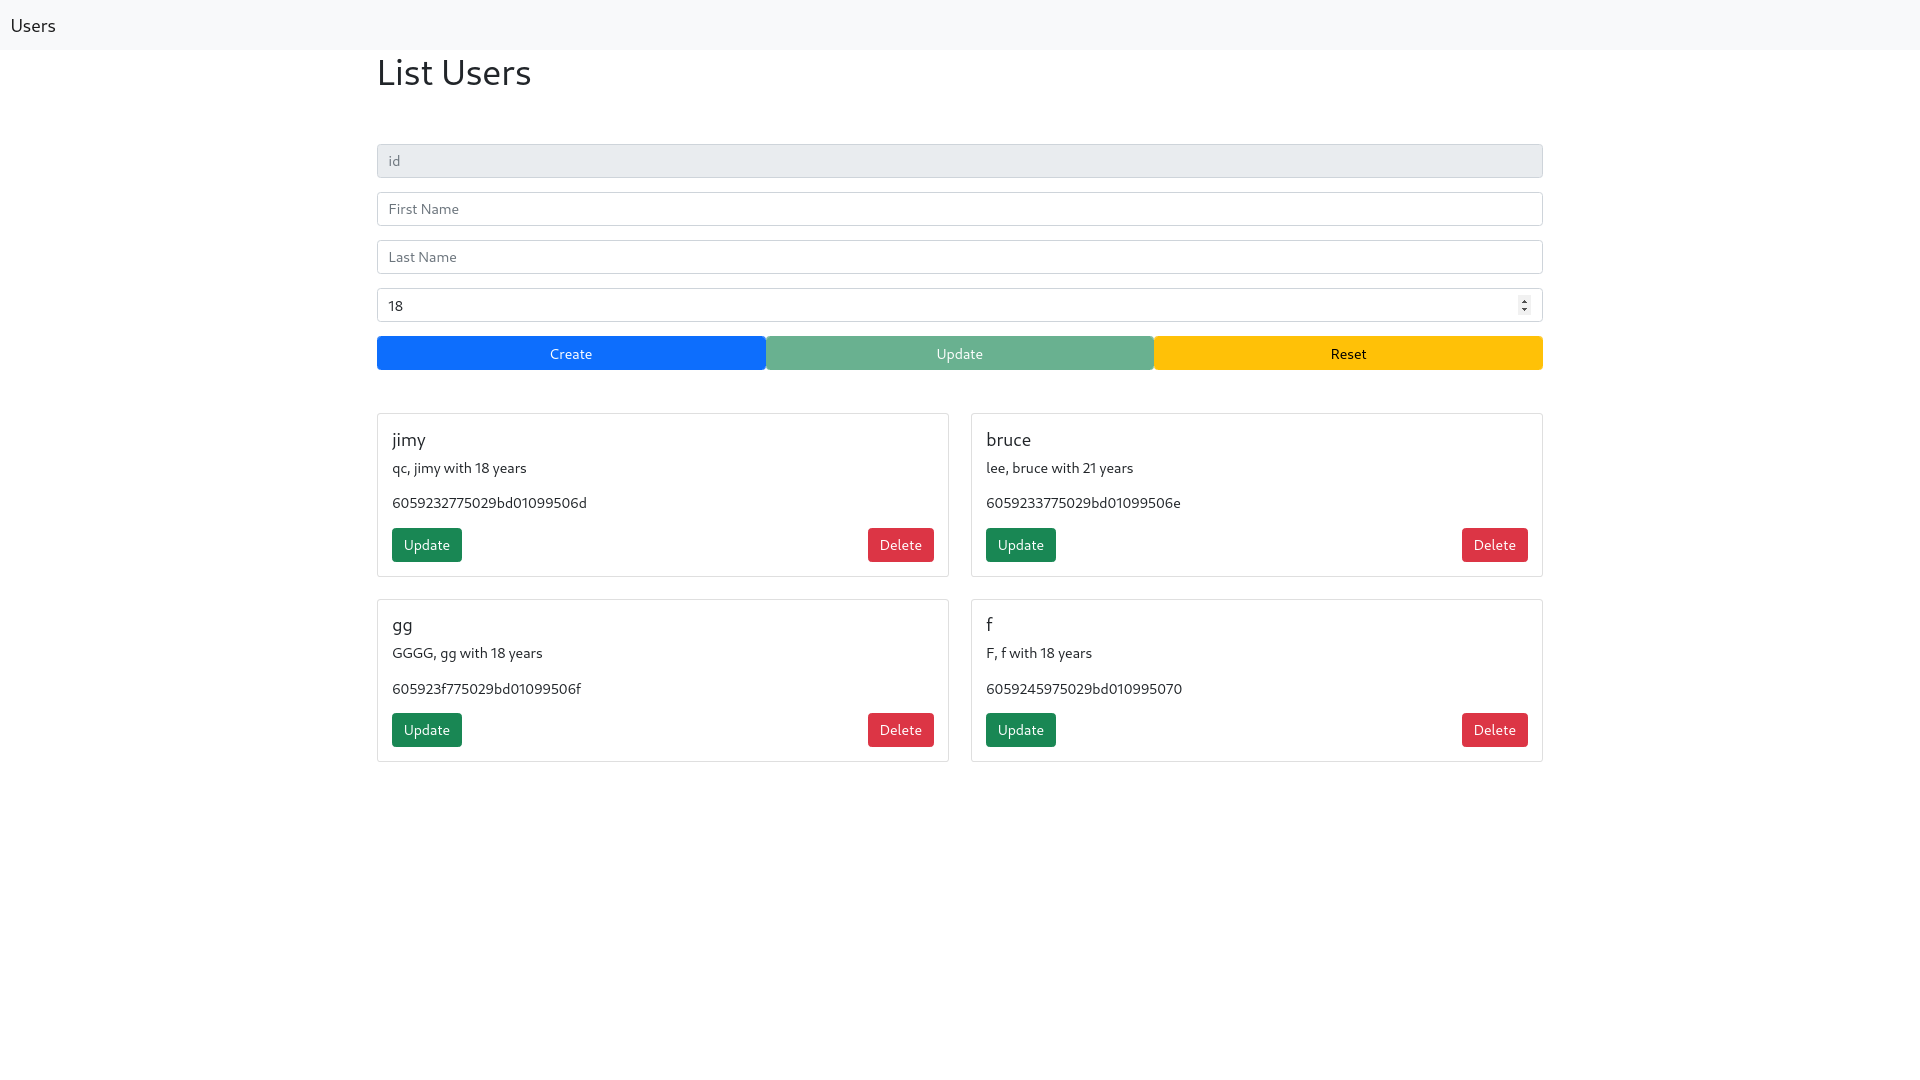 Users
List Users
id
First Name
Last Name
18
Create Update Reset
jimy
qc, jimy with 18 years
6059232775029bd01099506d
Update Delete
bruce
lee, bruce with 21 years
6059233775029bd01099506e
Update Delete
gg
GGGG, gg with 18 years
605923f775029bd01099506f
Update Delete
f
F, f with 18 years
6059245975029bd010995070
Update Delete